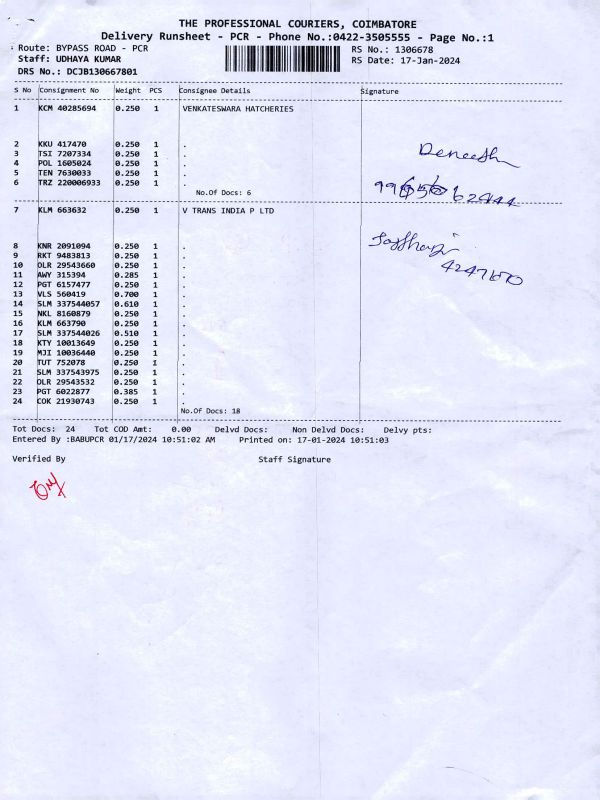 THE PROFESSIONAL COURIERS, COIMBATORE
Delivery Runsheet - PCR - Phone No.:0422-3505555 - Page No.:1
Route: BYPASS ROAD - PCR RS No.: 1306678
Staff: UDHAYA KUMAR RS Date: 17-Jan-2024
DRS No.: DCJB130667801
S No Consignment No Weight PCS Consignee Details Signature
1 KCM 40285694 0.250 1 VENKATESWARA HATCHERIES
2 KKU 417470 0.250 1 .
3 TSI 7207334 0.250 1 .
4 POL 1605024 0.250 1 .
5 TEN 7630033 0.250 1 .
6 TRZ 220006933 0.250 1 .
No.Of Docs: 6
7 KLM 663632 0.250 1 V TRANS INDIA P LTD
8 KNR 2091094 0.250 1 .
9 RKT 9483813 0.250 1 .
10 OLR 29543660 0.250 1 .
11 AWY 315394 0.285 1 .
12 PGT 6157477 0.250 1 .
13 VLS 560419 0.700 1 .
14 SLM 337544057 0.610 1 .
15 NKL 8160879 0.250 1 .
16 KLM 663790 0.250 1 .
17 SLM 337544026 0.510 1 .
18 KTY 10013649 0.250 1 .
19 MJI 10036440 0.250 1 .
20 TUT 752078 0.250 1 .
21 SLM 337543975 0.250 1 .
22 OLR 29543532 0.250 1 .
23 PGT 6022877 0.385 1 .
24 COK 21930743 0.250 1 .
No.Of Docs: 18
Tot Docs: 24 Tot COD Amt: 0.00 Delvd Docs: Non Delvd Docs: Delvy pts:
Entered By :BABUPCR 01/17/2024 10:51:02 AM Printed on: 17-01-2024 10:51:03
Verified By Staff Signature